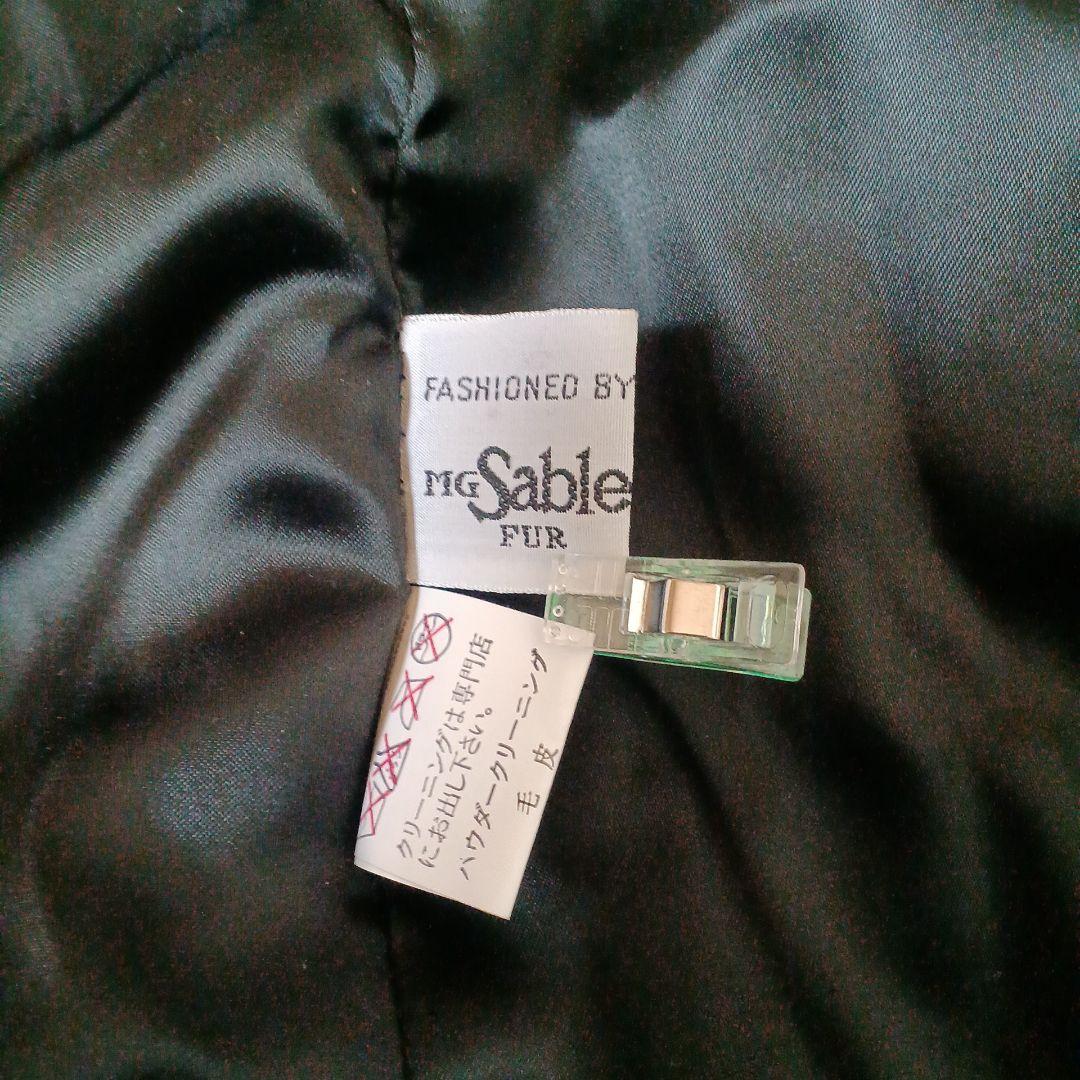 FASHIONED BY
MG Sable
FUR
クリーニングは専門店
にお出し下さい。
パウダークリーニング
毛皮